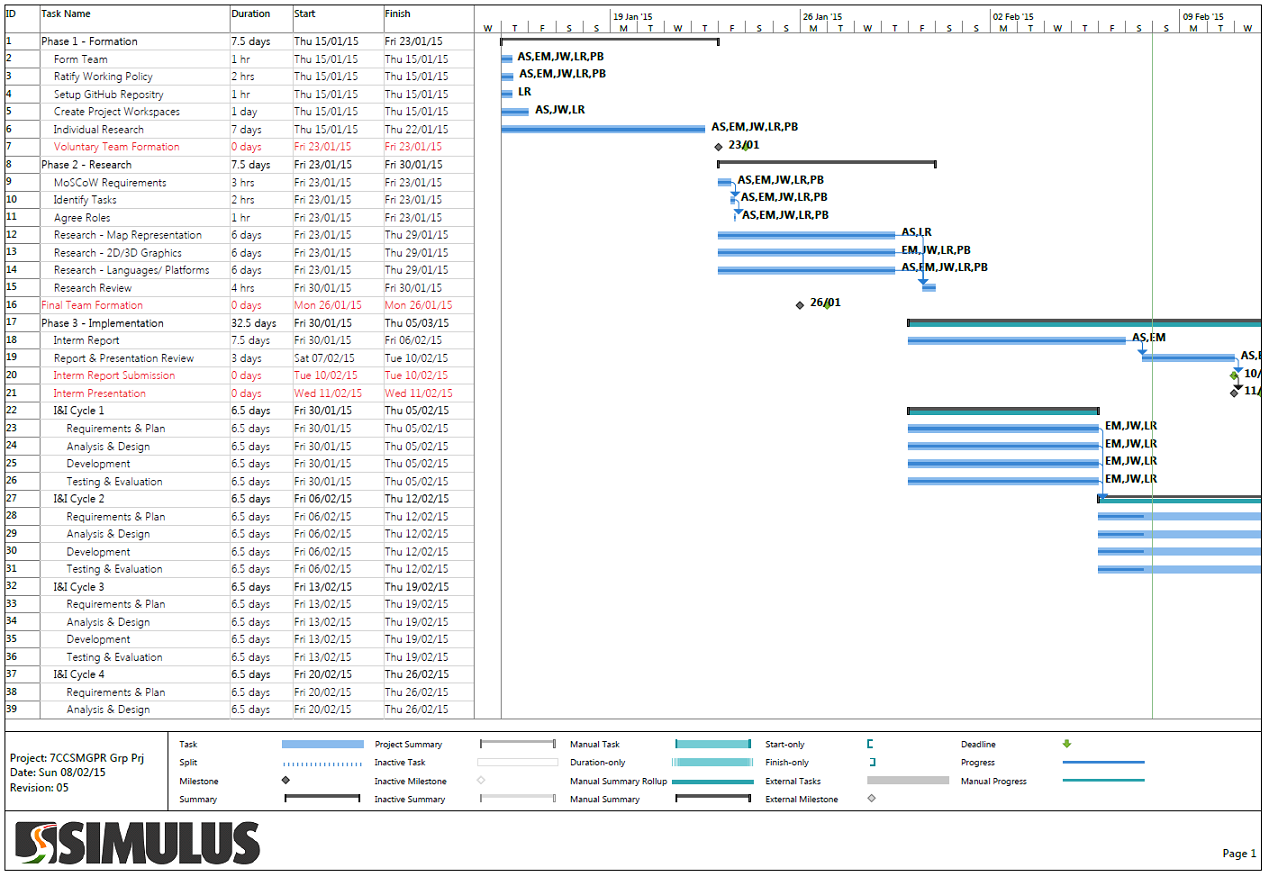 ID Task Name Duration Start Finish
19 Jan '15 26 Jan '15 02 Feb '15 09 Feb '15
W T F S S M T W T F S S M T W T F S S M T W T F S S M T W
1 Phase 1 - Formation 7.5 days Thu 15/01/15 Fri 23/01/15
2 Form Team 1 hr Thu 15/01/15 Thu 15/01/15 AS,EM,JW,LR,PB
3 Ratify Working Policy 2 hrs Thu 15/01/15 Thu 15/01/15 AS,EM,JW,LR,PB
4 Setup GitHub Repositry 1 hr Thu 15/01/15 Thu 15/01/15 LR
5 Create Project Workspaces 1 day Thu 15/01/15 Thu 15/01/15 AS,JW,LR
6 Individual Research 7 days Thu 15/01/15 Thu 22/01/15 AS,EM,JW,LR,PB
7 Voluntary Team Formation 0 days Fri 23/01/15 Fri 23/01/15 23/01
8 Phase 2 - Research 7.5 days Fri 23/01/15 Fri 30/01/15
9 MoSCoW Requirements 3 hrs Fri 23/01/15 Fri 23/01/15 AS,EM,JW,LR,PB
10 Identify Tasks 2 hrs Fri 23/01/15 Fri 23/01/15 AS,EM,JW,LR,PB
11 Agree Roles 1 hr Fri 23/01/15 Fri 23/01/15 AS,EM,JW,LR,PB
12 Research - Map Representation 6 days Fri 23/01/15 Thu 29/01/15 AS,LR
13 Research - 2D/3D Graphics 6 days Fri 23/01/15 Thu 29/01/15 EM,JW,LR,PB
14 Research - Languages/ Platforms 6 days Fri 23/01/15 Thu 29/01/15 AS,EM,JW,LR,PB
15 Research Review 4 hrs Fri 30/01/15 Fri 30/01/15
16 Final Team Formation 0 days Mon 26/01/15 Mon 26/01/15 26/01
17 Phase 3 - Implementation 32.5 days Fri 30/01/15 Thu 05/03/15
18 Interm Report 7.5 days Fri 30/01/15 Fri 06/02/15 AS,EM
19 Report & Presentation Review 3 days Sat 07/02/15 Tue 10/02/15 AS,E
20 Interm Report Submission 0 days Tue 10/02/15 Tue 10/02/15 10/
21 Interm Presentation 0 days Wed 11/02/15 Wed 11/02/15 11/
22 I&I Cycle 1 6.5 days Fri 30/01/15 Thu 05/02/15
23 Requirements & Plan 6.5 days Fri 30/01/15 Thu 05/02/15 EM,JW,LR
24 Analysis & Design 6.5 days Fri 30/01/15 Thu 05/02/15 EM,JW,LR
25 Development 6.5 days Fri 30/01/15 Thu 05/02/15 EM,JW,LR
26 Testing & Evaluation 6.5 days Fri 30/01/15 Thu 05/02/15 EM,JW,LR
27 I&I Cycle 2 6.5 days Fri 06/02/15 Thu 12/02/15
28 Requirements & Plan 6.5 days Fri 06/02/15 Thu 12/02/15
29 Analysis & Design 6.5 days Fri 06/02/15 Thu 12/02/15
30 Development 6.5 days Fri 06/02/15 Thu 12/02/15
31 Testing & Evaluation 6.5 days Fri 06/02/15 Thu 12/02/15
32 I&I Cycle 3 6.5 days Fri 13/02/15 Thu 19/02/15
33 Requirements & Plan 6.5 days Fri 13/02/15 Thu 19/02/15
34 Analysis & Design 6.5 days Fri 13/02/15 Thu 19/02/15
35 Development 6.5 days Fri 13/02/15 Thu 19/02/15
36 Testing & Evaluation 6.5 days Fri 13/02/15 Thu 19/02/15
37 I&I Cycle 4 6.5 days Fri 20/02/15 Thu 26/02/15
38 Requirements & Plan 6.5 days Fri 20/02/15 Thu 26/02/15
39 Analysis & Design 6.5 days Fri 20/02/15 Thu 26/02/15
Project: 7CCSMGPR Grp Prj
Date: Sun 08/02/15
Revision: 05
Task Project Summary Manual Task Start-only Deadline
Split Inactive Task Duration-only Finish-only Progress
Milestone Inactive Milestone Manual Summary Rollup External Tasks Manual Progress
Summary Inactive Summary Manual Summary External Milestone
SIMULUS
Page 1